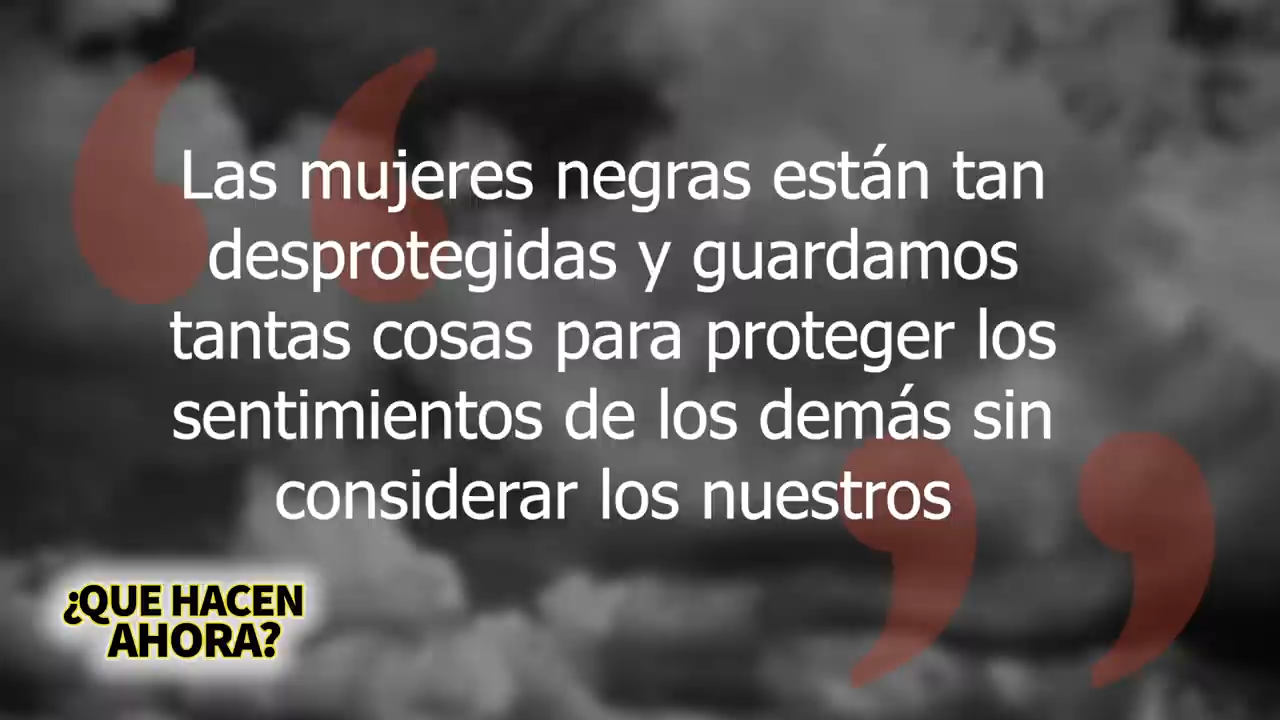 Las mujeres negras están tan
desprotegidas y guardamos
tantas cosas para proteger los
sentimientos de los demás sin
considerar los nuestros
¿QUE HACEN
AHORA?